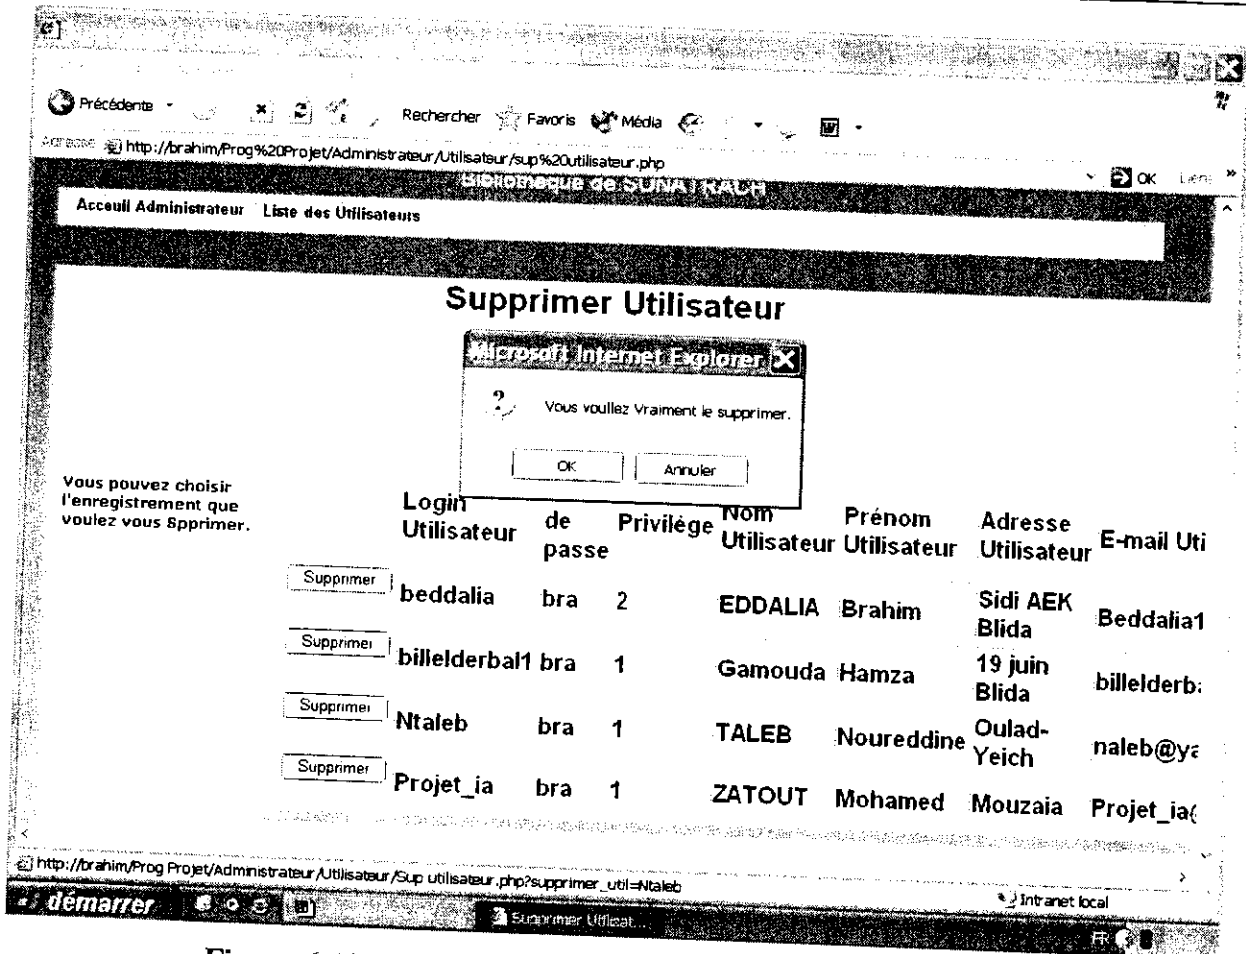 Précédente
Rechercher
Favoris
Média
Adresse http://brahim/Prog%20Projet/Administrateur/Utilisateur/sup%20utilisateur.php
OK
Liens »
Bibliotheque de SONATRACH
Acceuil Administrateur Liste des Utilisateurs
Supprimer Utilisateur
Microsoft Internet Explorer
Vous voullez Vraiment le supprimer.
OK Annuler
Vous pouvez choisir
l'enregistrement que
voulez vous Spprimer.
Login
Utilisateur
de
passe
Privilège
Nom
Utilisateur
Prénom
Utilisateur
Adresse
Utilisateur
E-mail Uti
Supprimer beddalia bra 2 EDDALIA Brahim Sidi AEK
Blida
Beddalia1
Supprimer billelderbal1 bra 1 Gamouda Hamza 19 juin
Blida
billelderb
Supprimer Ntaleb bra 1 TALEB Noureddine Oulad-
Yeich
naleb@ya
Supprimer Projet_ia bra 1 ZATOUT Mohamed Mouzaia Projet_ia(
http://brahim/Prog Projet/Administrateur/Utilisateur/Sup utilisateur.php?supprimer_util=Ntaleb
Intranet local
démarrer
Supprimer Utilisat...
FR